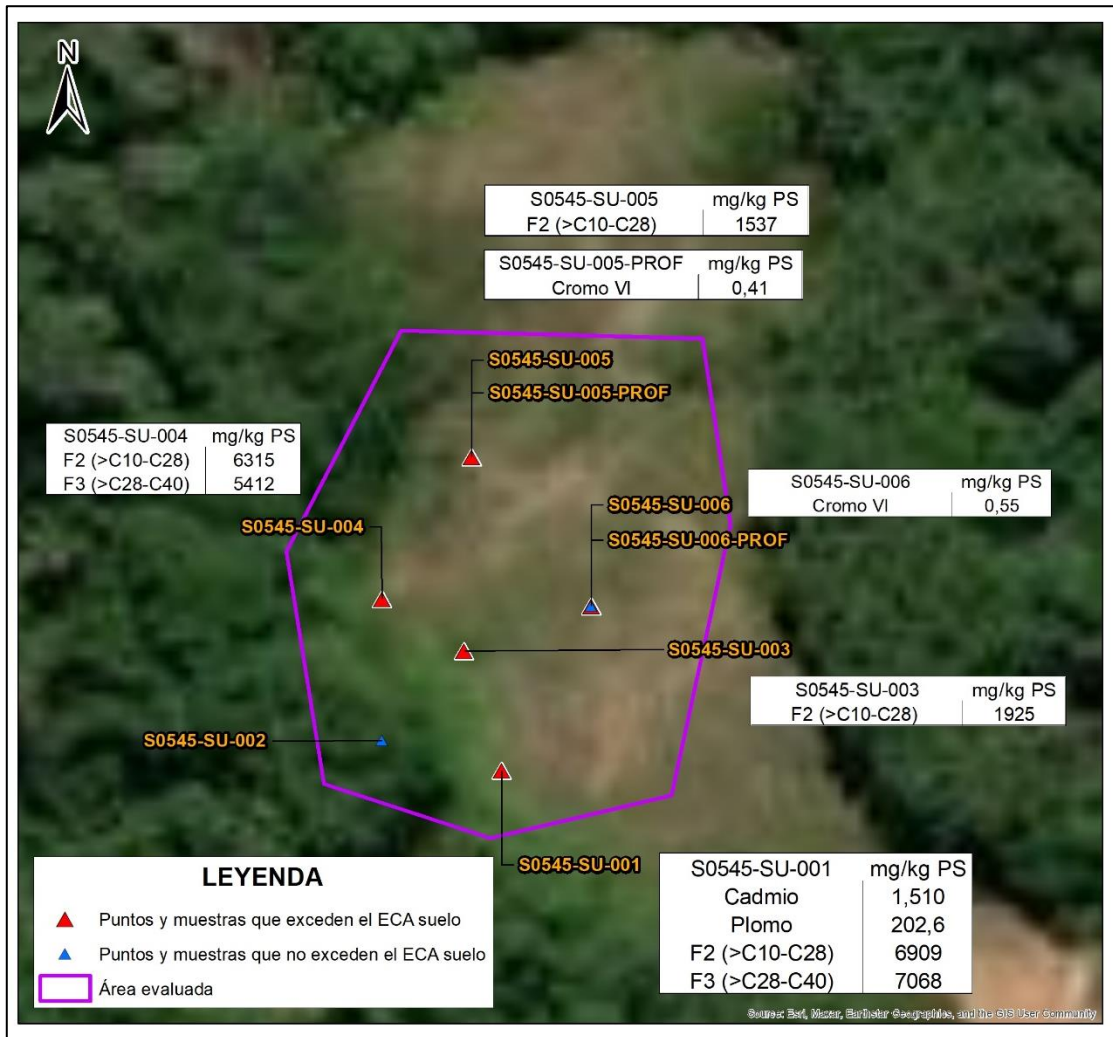 N
S0545-SU-005 mg/kg PS
F2 (>C10-C28) 1537
S0545-SU-005-PROF mg/kg PS
Cromo VI 0,41
S0545-SU-005
S0545-SU-005-PROF
S0545-SU-004 mg/kg PS
F2 (>C10-C28) 6315
F3 (>C28-C40) 5412
S0545-SU-004
S0545-SU-006
S0545-SU-006-PROF
S0545-SU-006 mg/kg PS
Cromo VI 0,55
S0545-SU-003
S0545-SU-003 mg/kg PS
F2 (>C10-C28) 1925
S0545-SU-002
S0545-SU-001
S0545-SU-001 mg/kg PS
Cadmio 1,510
Plomo 202,6
F2 (>C10-C28) 6909
F3 (>C28-C40) 7068
LEYENDA
Puntos y muestras que exceden el ECA suelo
Puntos y muestras que no exceden el ECA suelo
Área evaluada
Source: Esri, Maxar, Earthstar Geographics, and the GIS User Community